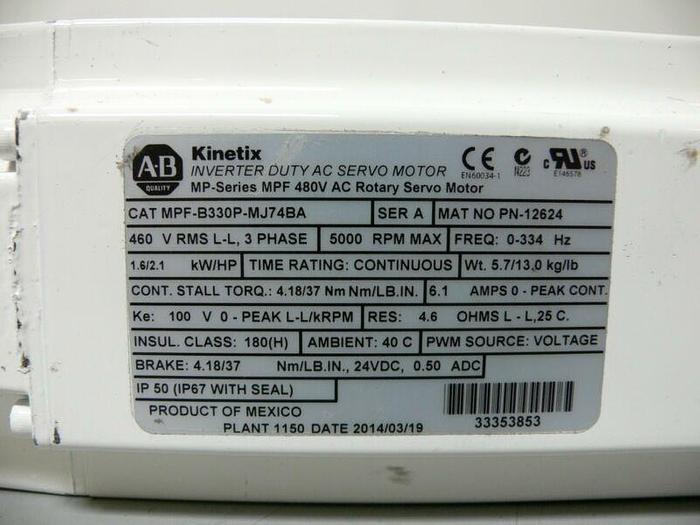 A-B
QUALITY
Kinetix
INVERTER DUTY AC SERVO MOTOR
MP-Series MPF 480V AC Rotary Servo Motor
CE
EN60034-1
N223
c RU US
E146578
CAT MPF-B330P-MJ74BA SER A MAT NO PN-12624
460 V RMS L-L, 3 PHASE 5000 RPM MAX FREQ: 0-334 Hz
1.6/2.1 kW/HP TIME RATING: CONTINUOUS Wt. 5.7/13,0 kg/lb
CONT. STALL TORQ.: 4.18/37 Nm Nm/LB.IN. 6.1 AMPS 0 - PEAK CONT.
Ke: 100 V 0 - PEAK L-L/kRPM RES: 4.6 OHMS L - L,25 C.
INSUL. CLASS: 180(H) AMBIENT: 40 C PWM SOURCE: VOLTAGE
BRAKE: 4.18/37 Nm/LB.IN., 24VDC, 0.50 ADC
IP 50 (IP67 WITH SEAL)
PRODUCT OF MEXICO
PLANT 1150 DATE 2014/03/19
33353853